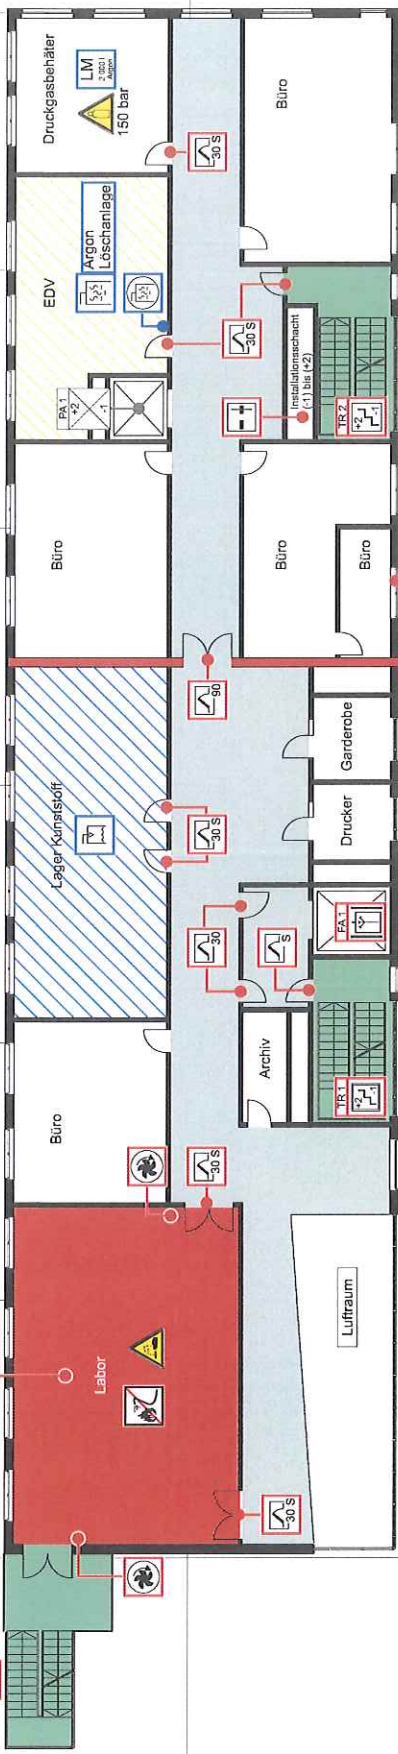 Druckgasbehäter
LM
Argon
150 bar
30 S
Büro
EDV
Argon
Löschanlage
30 S
PA 1
+2
-1
Installationsschacht
(-1) bis (+2)
TR 2
+2
-1
Büro
Büro
Büro
90
Lager Kunststoff
30 S
Garderobe
Drucker
30
S
FA 1
Büro
Archiv
TR 1
+2
-1
30 S
Labor
Luftraum
30 S